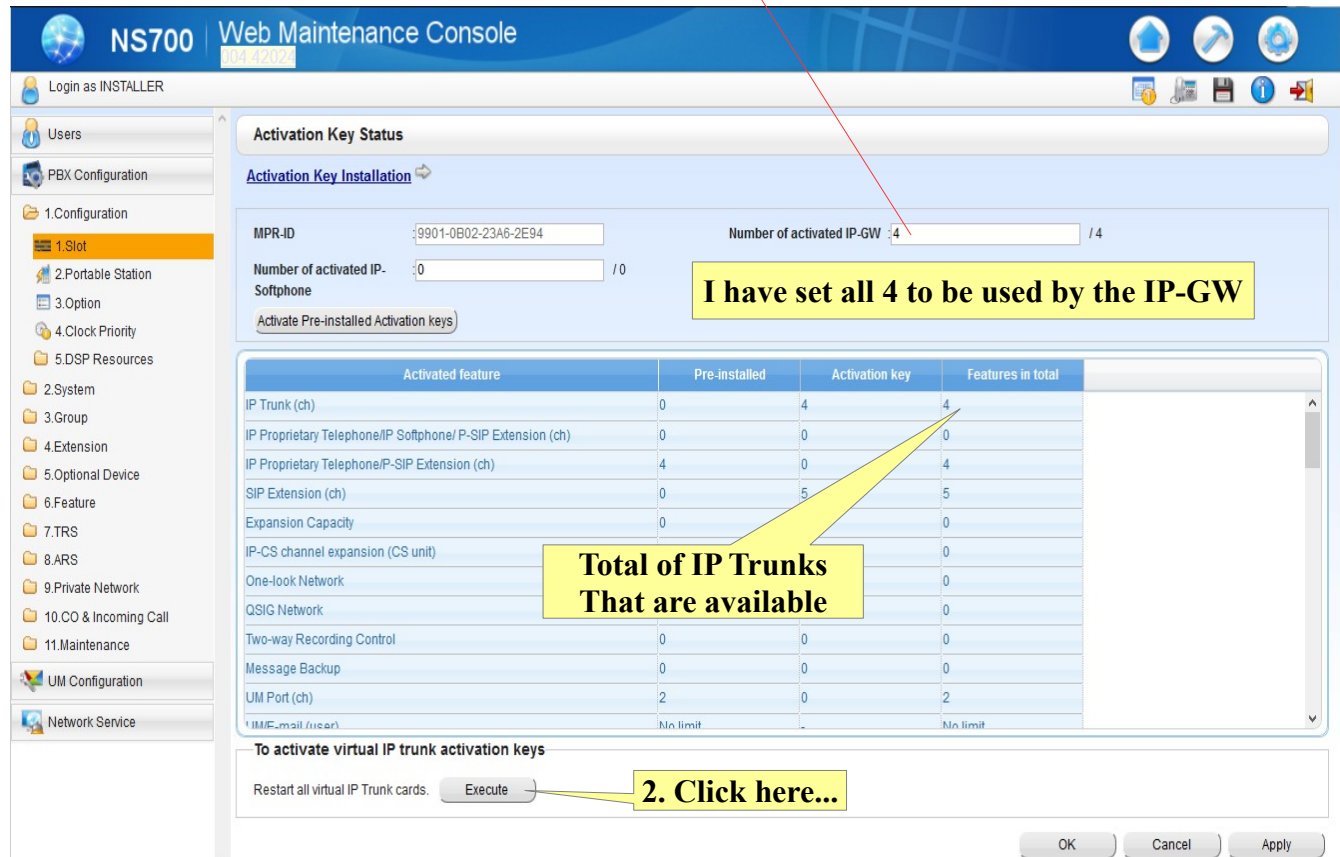 NS700 Web Maintenance Console
004.42024
Login as INSTALLER
Users
PBX Configuration
1.Configuration
1.Slot
2.Portable Station
3.Option
4.Clock Priority
5.DSP Resources
2.System
3.Group
4.Extension
5.Optional Device
6.Feature
7.TRS
8.ARS
9.Private Network
10.CO & Incoming Call
11.Maintenance
UM Configuration
Network Service
Activation Key Status
Activation Key Installation
MPR-ID :9901-0B02-23A6-2E94 Number of activated IP-GW :4 / 4
Number of activated IP- :0 / 0
Softphone
I have set all 4 to be used by the IP-GW
Activate Pre-installed Activation keys
Activated feature Pre-installed Activation key Features in total
IP Trunk (ch) 0 4 4
IP Proprietary Telephone/IP Softphone/ P-SIP Extension (ch) 0 0 0
IP Proprietary Telephone/P-SIP Extension (ch) 4 0 4
SIP Extension (ch) 0 5 5
Expansion Capacity 0 0
IP-CS channel expansion (CS unit) 0
One-look Network 0
QSIG Network 0
Total of IP Trunks
That are available
Two-way Recording Control 0 0 0
Message Backup 0 0 0
UM Port (ch) 2 0 2
UM/E-mail (user) No limit - No limit
To activate virtual IP trunk activation keys
Restart all virtual IP Trunk cards. Execute
2. Click here...
OK Cancel Apply